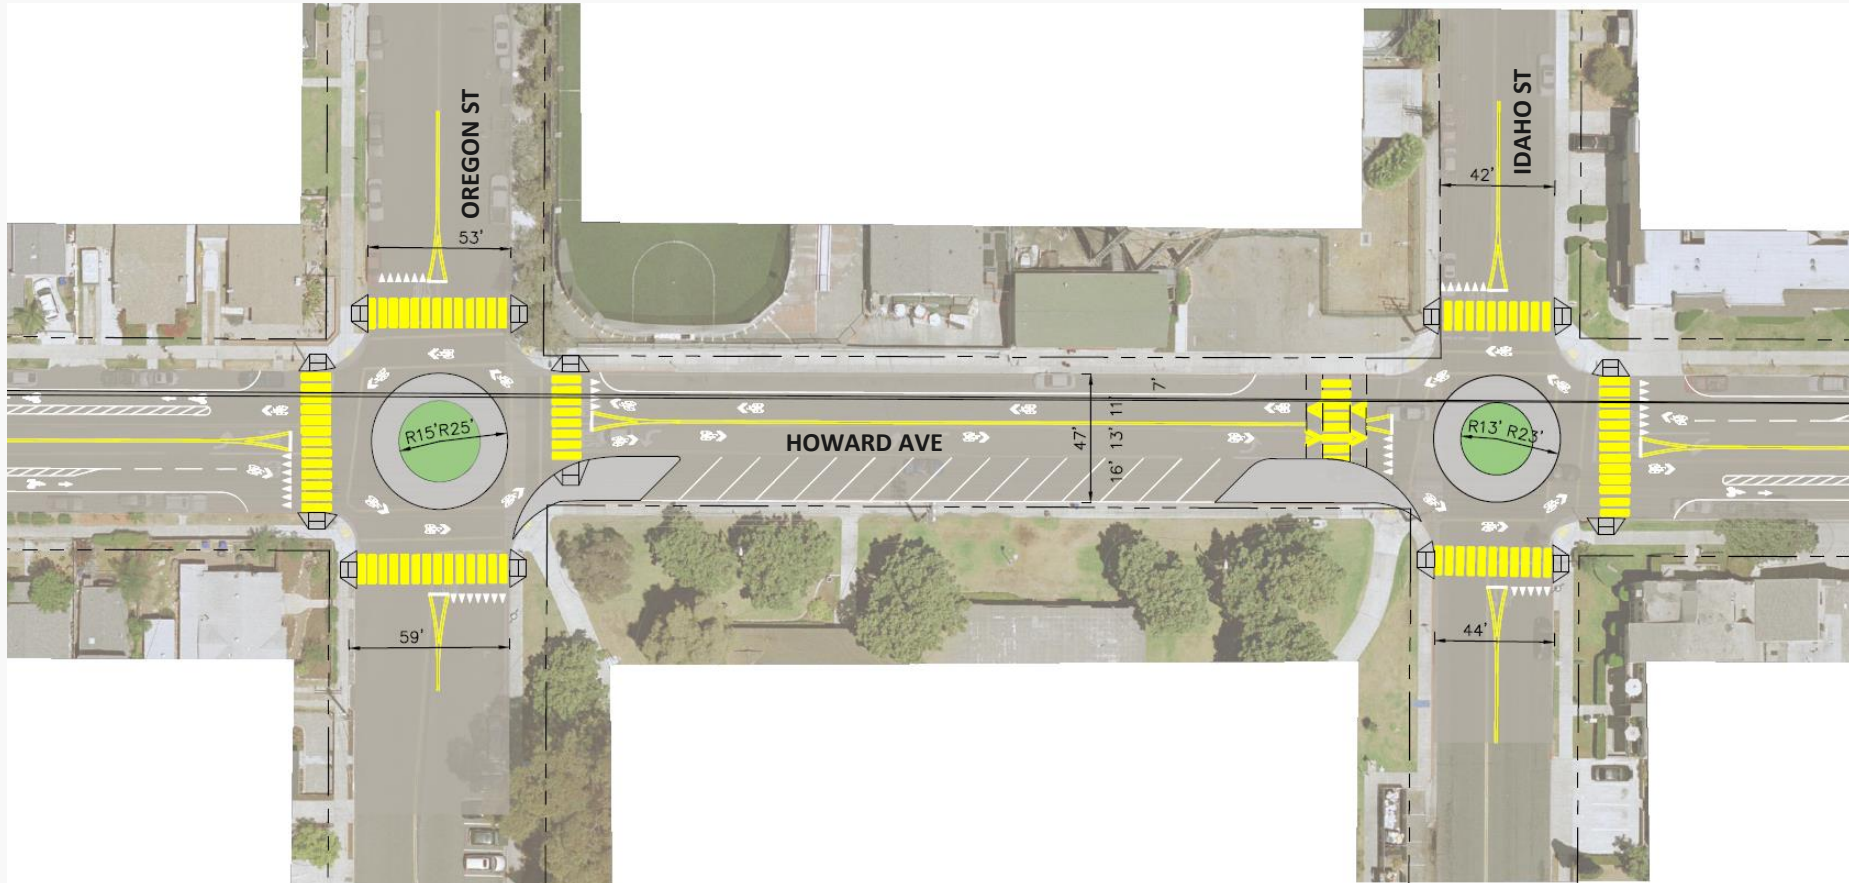 OREGON ST
IDAHO ST
53'
42'
7'
11'
47'
13'
16'
HOWARD AVE
R15' R25'
R13' R23'
59'
44'